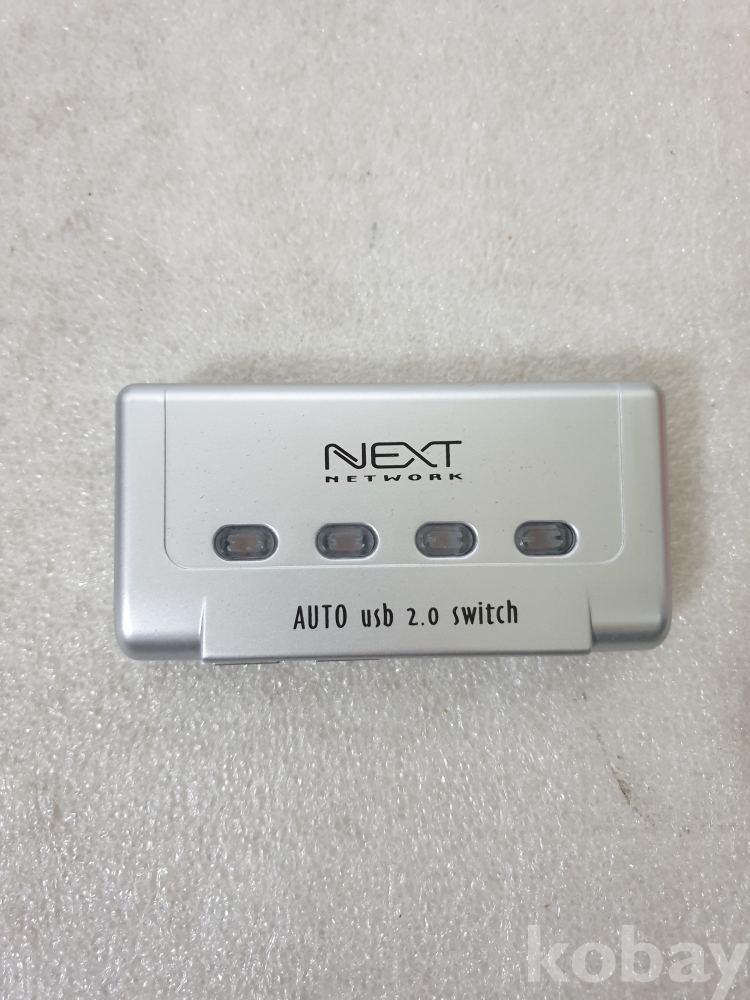 NEXT
NETWORK
AUTO usb 2.0 switch
kobay